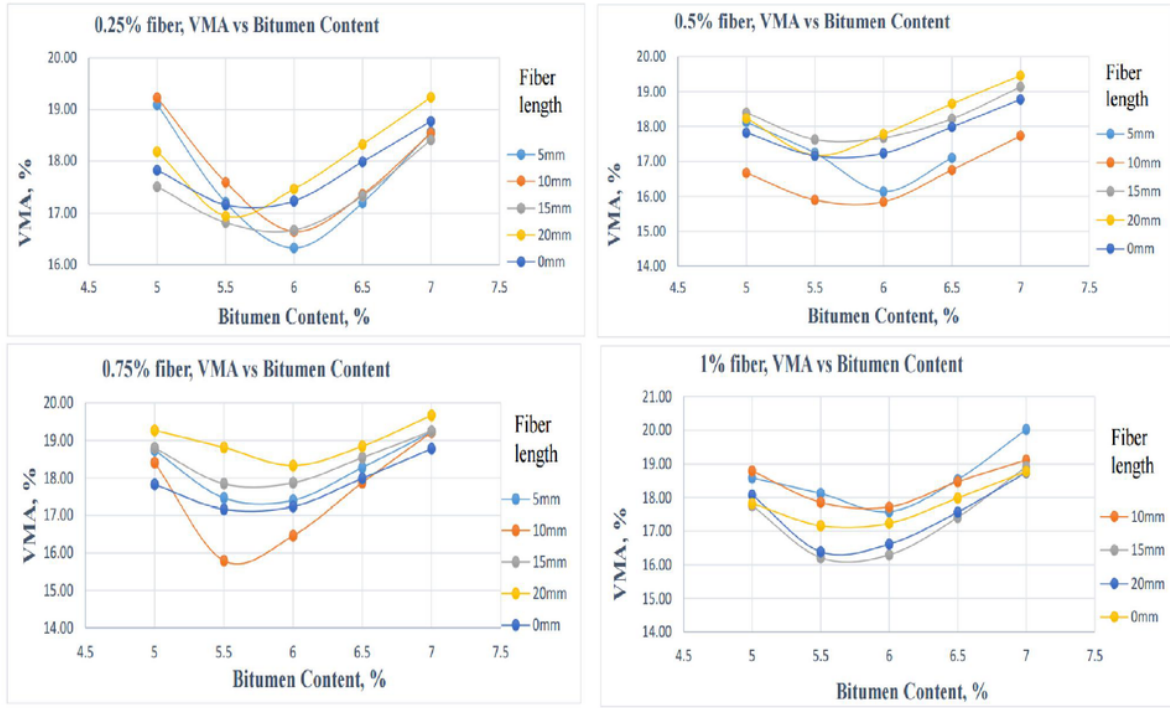 0.25% fiber, VMA vs Bitumen Content
20.00
19.00
18.00
17.00
16.00
4.5 5 5.5 6 6.5 7 7.5
VMA, %
Bitumen Content, %
Fiber
length
5mm
10mm
15mm
20mm
0mm
0.5% fiber, VMA vs Bitumen Content
20.00
19.00
18.00
17.00
16.00
15.00
14.00
4.5 5 5.5 6 6.5 7 7.5
VMA, %
Bitumen Content, %
Fiber
length
5mm
10mm
15mm
20mm
0mm
0.75% fiber, VMA vs Bitumen Content
20.00
19.00
18.00
17.00
16.00
15.00
14.00
4.5 5 5.5 6 6.5 7 7.5
VMA, %
Bitumen Content, %
Fiber
length
5mm
10mm
15mm
20mm
0mm
1% fiber, VMA vs Bitumen Content
21.00
20.00
19.00
18.00
17.00
16.00
15.00
14.00
4.5 5 5.5 6 6.5 7 7.5
VMA, %
Bitumen Content, %
Fiber
length
10mm
15mm
20mm
0mm